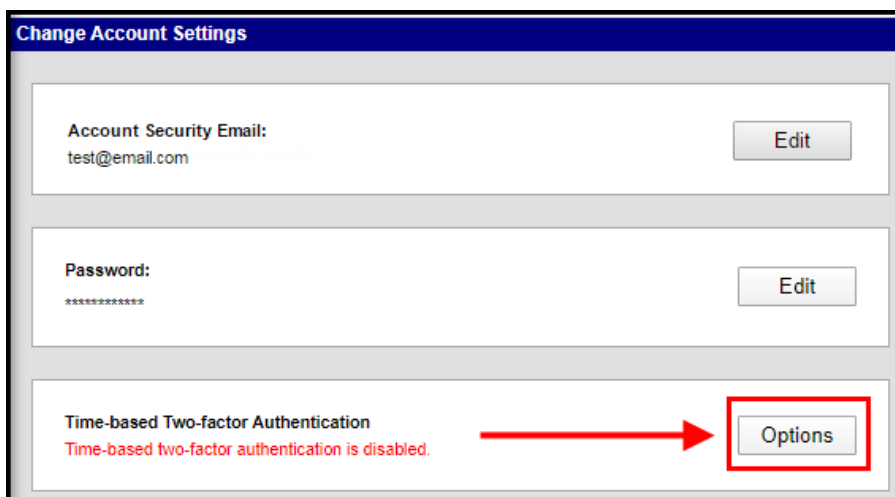 Change Account Settings
Account Security Email:
test@email.com
Edit
Password:
************
Edit
Time-based Two-factor Authentication
Time-based two-factor authentication is disabled.
Options